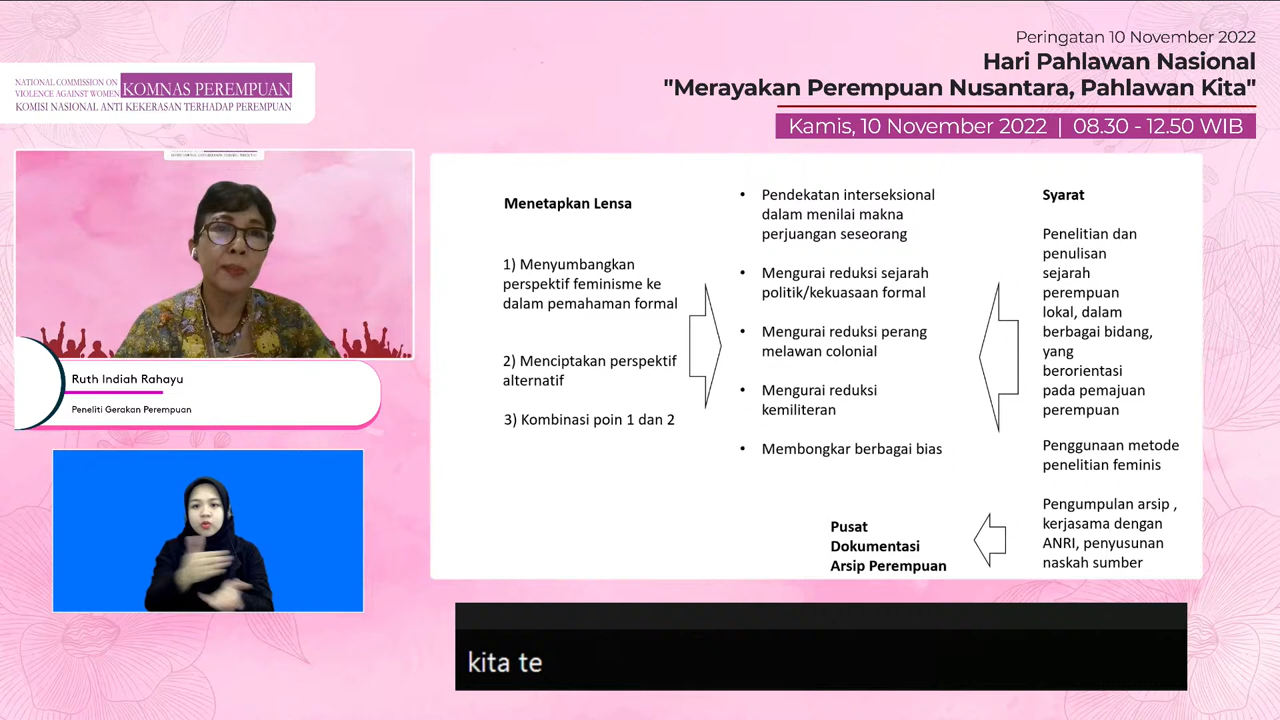 Peringatan 10 November 2022
Hari Pahlawan Nasional
"Merayakan Perempuan Nusantara, Pahlawan Kita"
Kamis, 10 November 2022 | 08.30 - 12.50 WIB
NATIONAL COMMISSION ON
VIOLENCE AGAINST WOMEN
KOMNAS PEREMPUAN
KOMISI NASIONAL ANTI KEKERASAN TERHADAP PEREMPUAN
Ruth Indiah Rahayu
Peneliti Gerakan Perempuan
Menetapkan Lensa
1) Menyumbangkan
perspektif feminisme ke
dalam pemahaman formal
2) Menciptakan perspektif
alternatif
3) Kombinasi poin 1 dan 2
• Pendekatan interseksional
dalam menilai makna
perjuangan seseorang
• Mengurai reduksi sejarah
politik/kekuasaan formal
• Mengurai reduksi perang
melawan colonial
• Mengurai reduksi
kemiliteran
• Membongkar berbagai bias
Pusat
Dokumentasi
Arsip Perempuan
Syarat
Penelitian dan
penulisan
sejarah
perempuan
lokal, dalam
berbagai bidang,
yang
berorientasi
pada pemajuan
perempuan
Penggunaan metode
penelitian feminis
Pengumpulan arsip ,
kerjasama dengan
ANRI, penyusunan
naskah sumber
kita te